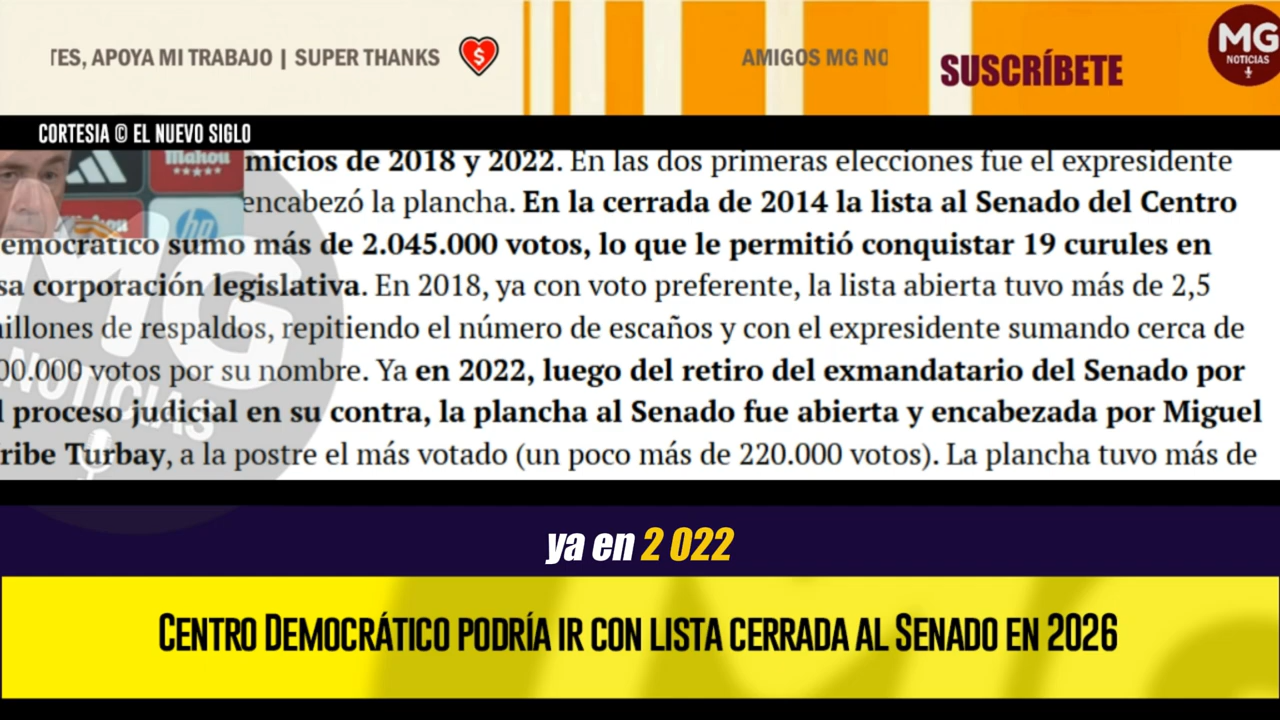 TES, APOYA MI TRABAJO | SUPER THANKS
AMIGOS MG NO
SUSCRÍBETE
MG
NOTICIAS
CORTESIA © EL NUEVO SIGLO
Mahou
hp
micios de 2018 y 2022. En las dos primeras elecciones fue el expresidente
encabezó la plancha. En la cerrada de 2014 la lista al Senado del Centro
emocrático sumó más de 2.045.000 votos, lo que le permitió conquistar 19 curules en
sa corporación legislativa. En 2018, ya con voto preferente, la lista abierta tuvo más de 2,5
illones de respaldos, repitiendo el número de escaños y con el expresidente sumando cerca de
00.000 votos por su nombre. Ya en 2022, luego del retiro del exmandatario del Senado por
l proceso judicial en su contra, la plancha al Senado fue abierta y encabezada por Miguel
ribe Turbay, a la postre el más votado (un poco más de 220.000 votos). La plancha tuvo más de
MG
NOTICIAS
ya en 2 022
CENTRO DEMOCRÁTICO PODRÍA IR CON LISTA CERRADA AL SENADO EN 2026